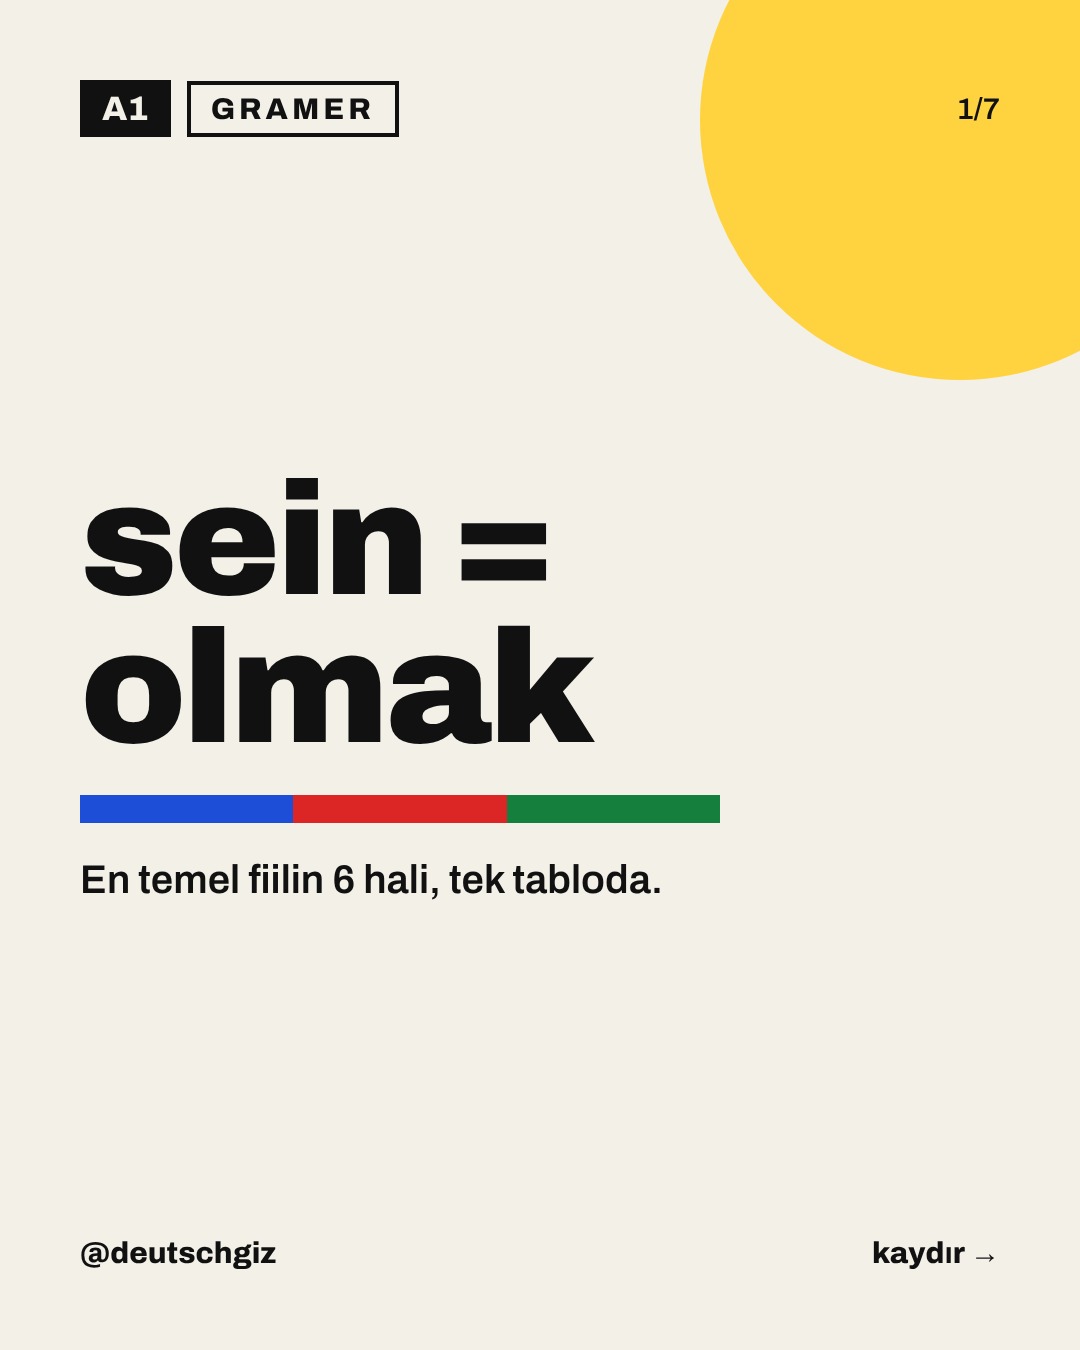 A1 GRAMER 1/7
sein =
olmak
En temel fiilin 6 hali, tek tabloda.
@deutschgiz kaydır →